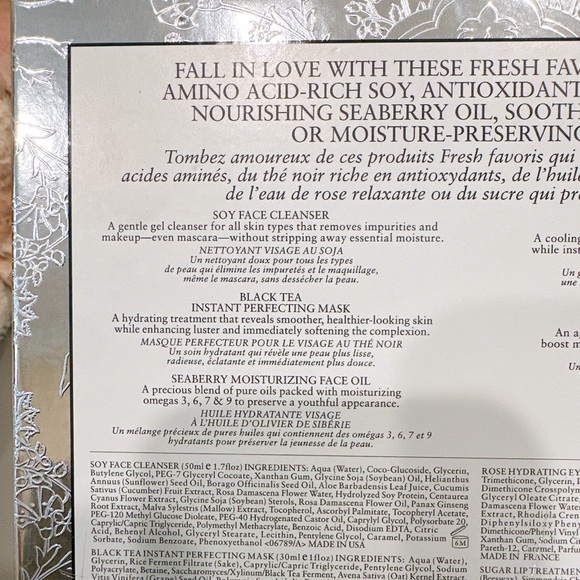 FALL IN LOVE WITH THESE FRESH FAV
AMINO ACID-RICH SOY, ANTIOXIDANT
NOURISHING SEABERRY OIL, SOOTH
OR MOISTURE-PRESERVING
Tombez amoureux de ces produits Fresh favoris qui
acides aminés, du thé noir riche en antioxydants, de l'huil
de l'eau de rose relaxante ou du sucre qui pr
SOY FACE CLEANSER
A gentle gel cleanser for all skin types that removes impurities and
makeup—even mascara—without stripping away essential moisture.
NETTOYANT VISAGE AU SOJA
Un nettoyant doux pour tous les types
de peau qui élimine les impuretés et le maquillage,
même le mascara, sans dessécher la peau.
BLACK TEA
INSTANT PERFECTING MASK
A hydrating treatment that reveals smoother, healthier-looking skin
while enhancing luster and immediately softening the complexion.
MASQUE PERFECTEUR POUR LE VISAGE AU THÉ NOIR
Un soin hydratant qui révèle une peau plus lisse,
radieuse, éclatante et immédiatement plus douce.
SEABERRY MOISTURIZING FACE OIL
A precious blend of pure oils packed with moisturizing
omegas 3, 6, 7 & 9 to preserve a youthful appearance.
HUILE HYDRATANTE VISAGE
À L'HUILE D'OLIVIER DE SIBÉRIE
Un mélange précieux de pures huiles qui contiennent des omégas 3, 6, 7 et 9
hydratants pour préserver la jeunesse de la peau.
A cooling
while inst
Un g
une
An a
boost m
Un
SOY FACE CLEANSER (50ml e 1.7floz) INGREDIENTS: Aqua (Water), Coco-Glucoside, Glycerin,
Butylene Glycol, PEG-7 Glyceryl Cocoate, Xanthan Gum, Glycine Soja (Soybean) Oil, Helianthus
Annuus (Sunflower) Seed Oil, Borago Officinalis Seed Oil, Aloe Barbadensis Leaf Juice, Cucumis
Sativus (Cucumber) Fruit Extract, Rosa Damascena Flower Water, Hydrolyzed Soy Protein, Centaurea
Cyanus Flower Extract, Glycine Soja (Soybean) Sterols, Rosa Damascena Flower Oil, Panax Ginseng
Root Extract, Malva Sylvestris (Mallow) Extract, Tocopherol, Ascorbyl Palmitate, Tocopheryl Acetate,
PEG-120 Methyl Glucose Dioleate, PEG-40 Hydrogenated Castor Oil, Caprylyl Glycol, Polysorbate 20,
Caprylic/Capric Triglyceride, Polymethyl Methacrylate, Benzoic Acid, Disodium EDTA, Citric
Acid, Behenyl Alcohol, Glyceryl Stearate, Lecithin, Pentylene Glycol, Caramel, Potassium
Sorbate, Sodium Benzoate, Phenoxyethanol <06789/A> MADE IN USA
6M
BLACK TEA INSTANT PERFECTING MASK (30ml e 1floz) INGREDIENTS: Aqua (Water),
Glycerin, Rice Ferment Filtrate (Sake), Caprylic/Capric Triglyceride, Pentylene Glycol, Sodium
Polyacrylate, Betaine, Saccharomyces/Xylinum/Black Tea Ferment, Avena Sativa (Oat) Kernel
ROSE HYDRATING EY
Trimethicone, Glycerin,
Dimethicone Crosspolym
Glyceryl Oleate Citrate
Damascena Flower Water
Extract, Rhodiola Cren
Diphenylsiloxy Phenyl
Dimethicone/Phenyl Vinyl
Xanthan Gum,
Pareth-12, Carmel,
MADE IN FRANCE
SUGAR LIP TREATMENT